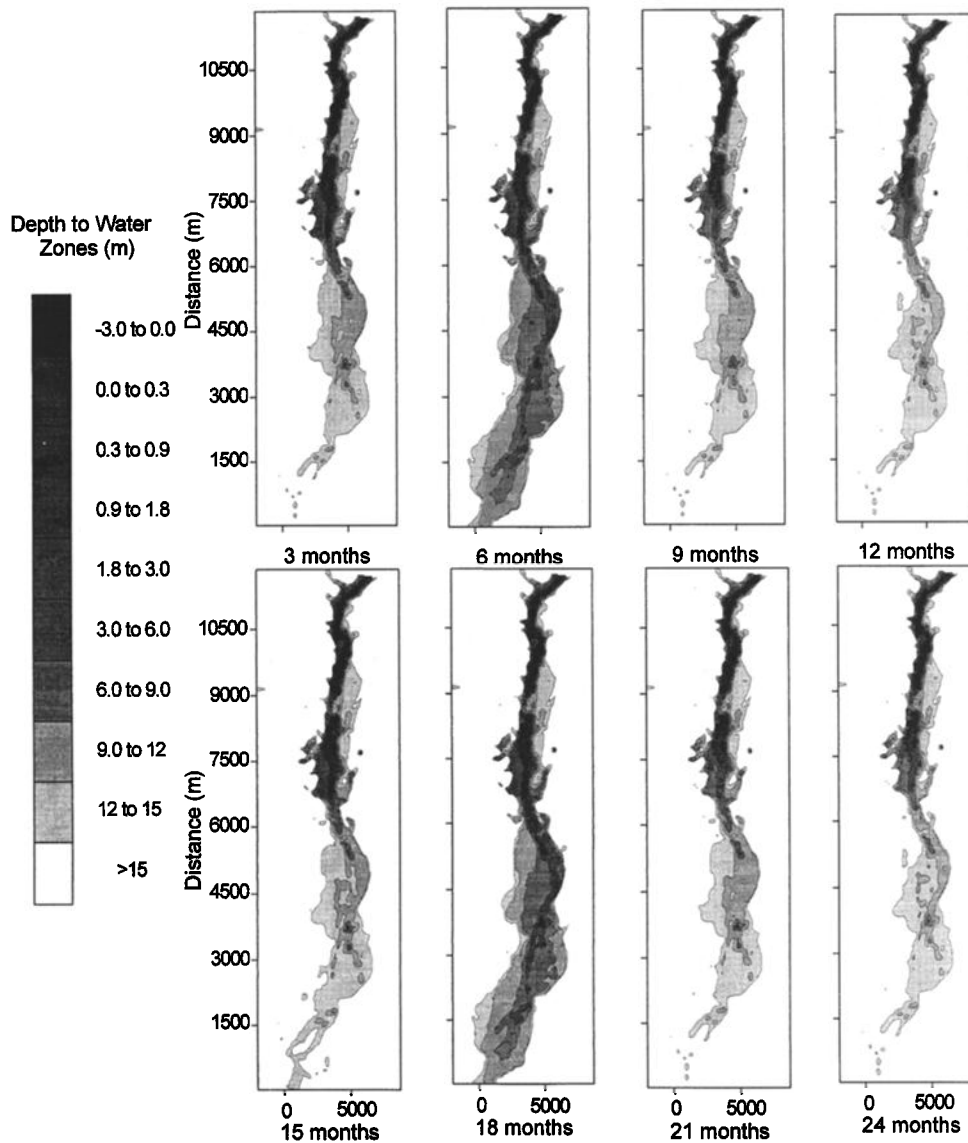 Depth to Water
Zones (m)
-3.0 to 0.0
0.0 to 0.3
0.3 to 0.9
0.9 to 1.8
1.8 to 3.0
3.0 to 6.0
6.0 to 9.0
9.0 to 12
12 to 15
>15
Distance (m)
10500
9000
7500
6000
4500
3000
1500
3 months
6 months
9 months
12 months
Distance (m)
10500
9000
7500
6000
4500
3000
1500
0 5000
0 5000
0 5000
0 5000
15 months
18 months
21 months
24 months